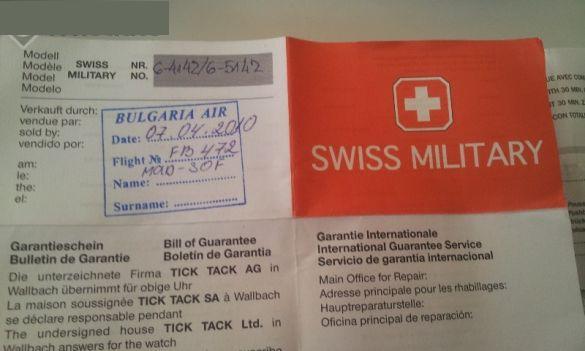 Modell
Modèle SWISS NR. 6-4142/6-5142
Model MILITARY NO.
Modelo
Verkauft durch:
vendue par:
sold by:
vendido por:
am:
le:
the:
el:
BULGARIA AIR
Date: 07.04.2010
Flight № FB 472
MAD-SOF
Name:
Surname:
SWISS MILITARY
Garantieschein Bill of Guarantee
Bulletin de Garantie Boletín de Garantia
Die unterzeichnete Firma TICK TACK AG in
Wallbach übernimmt für obige Uhr
La maison soussignée TICK TACK SA à Wallbach
se déclare responsable pendant
The undersigned house TICK TACK Ltd. in
Wallbach answers for the watch
Garantie Internationale
International Guarantee Service
Servicio de garantia internacional
Main Office for Repair:
Adresse principale pour les rhabillages:
Hauptreparaturstelle:
Oficina principal de reparación: